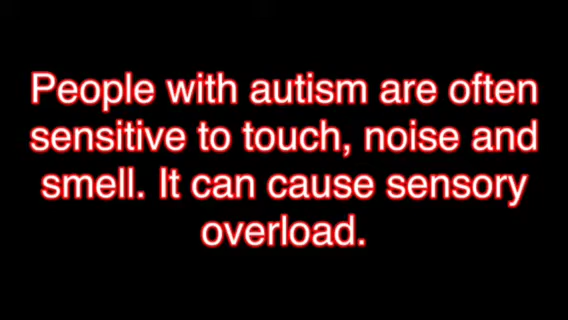 People with autism are often
sensitive to touch, noise and
smell. It can cause sensory
overload.